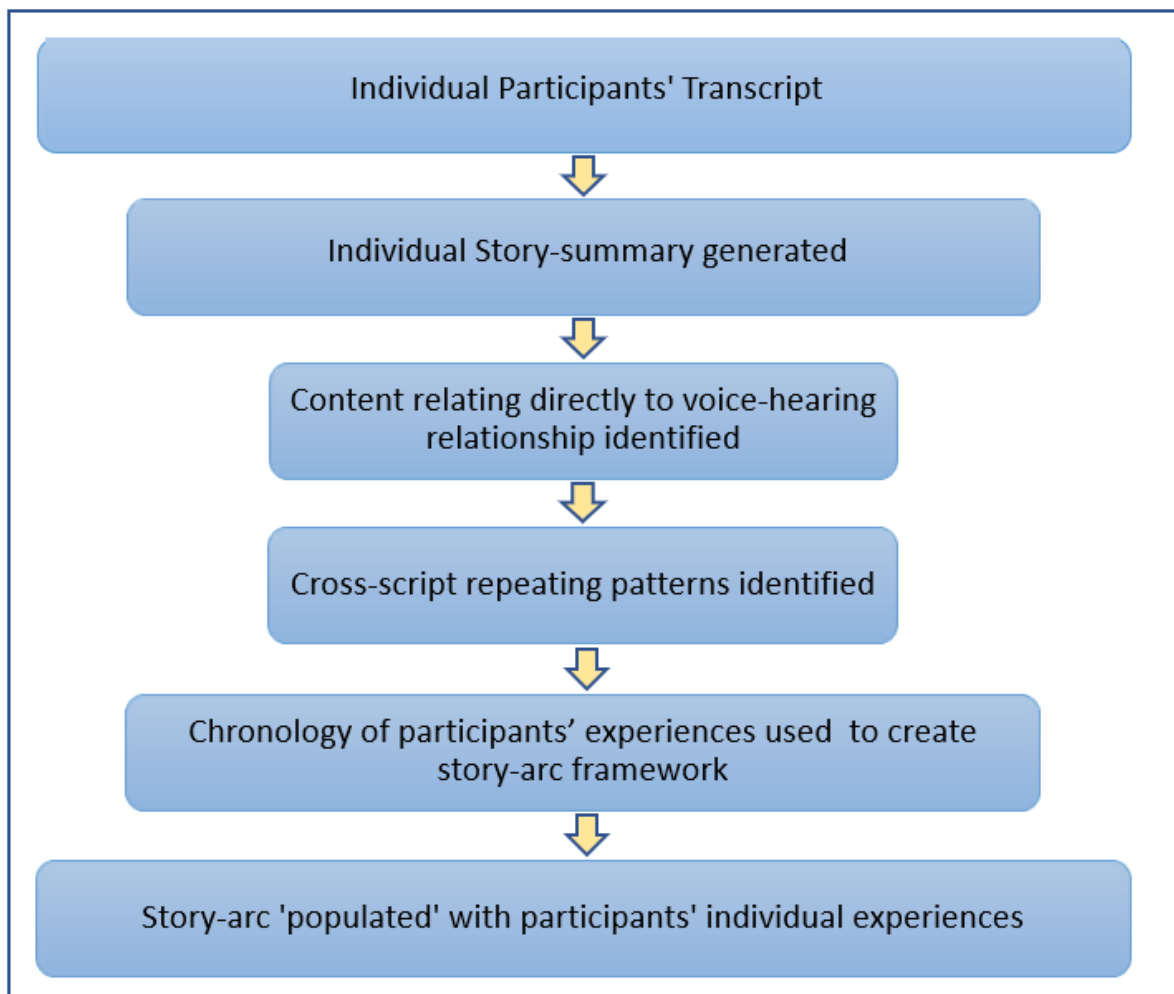 Individual Participants' Transcript
Individual Story-summary generated
Content relating directly to voice-hearing
relationship identified
Cross-script repeating patterns identified
Chronology of participants’ experiences used  to create
story-arc framework
Story-arc 'populated' with participants' individual experiences